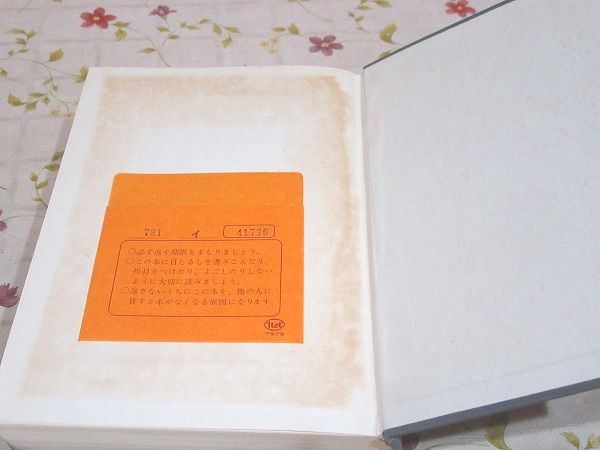 781 イ 41736
○必ず返す期限をまもりましょう。
○この本に目じるしを書きこんだり、
折目をつけたり、よごしたりしない
ように大切に読みましょう。
○返さないうちにこの本を、他の人に
貸すと本がなくなる原因になります。